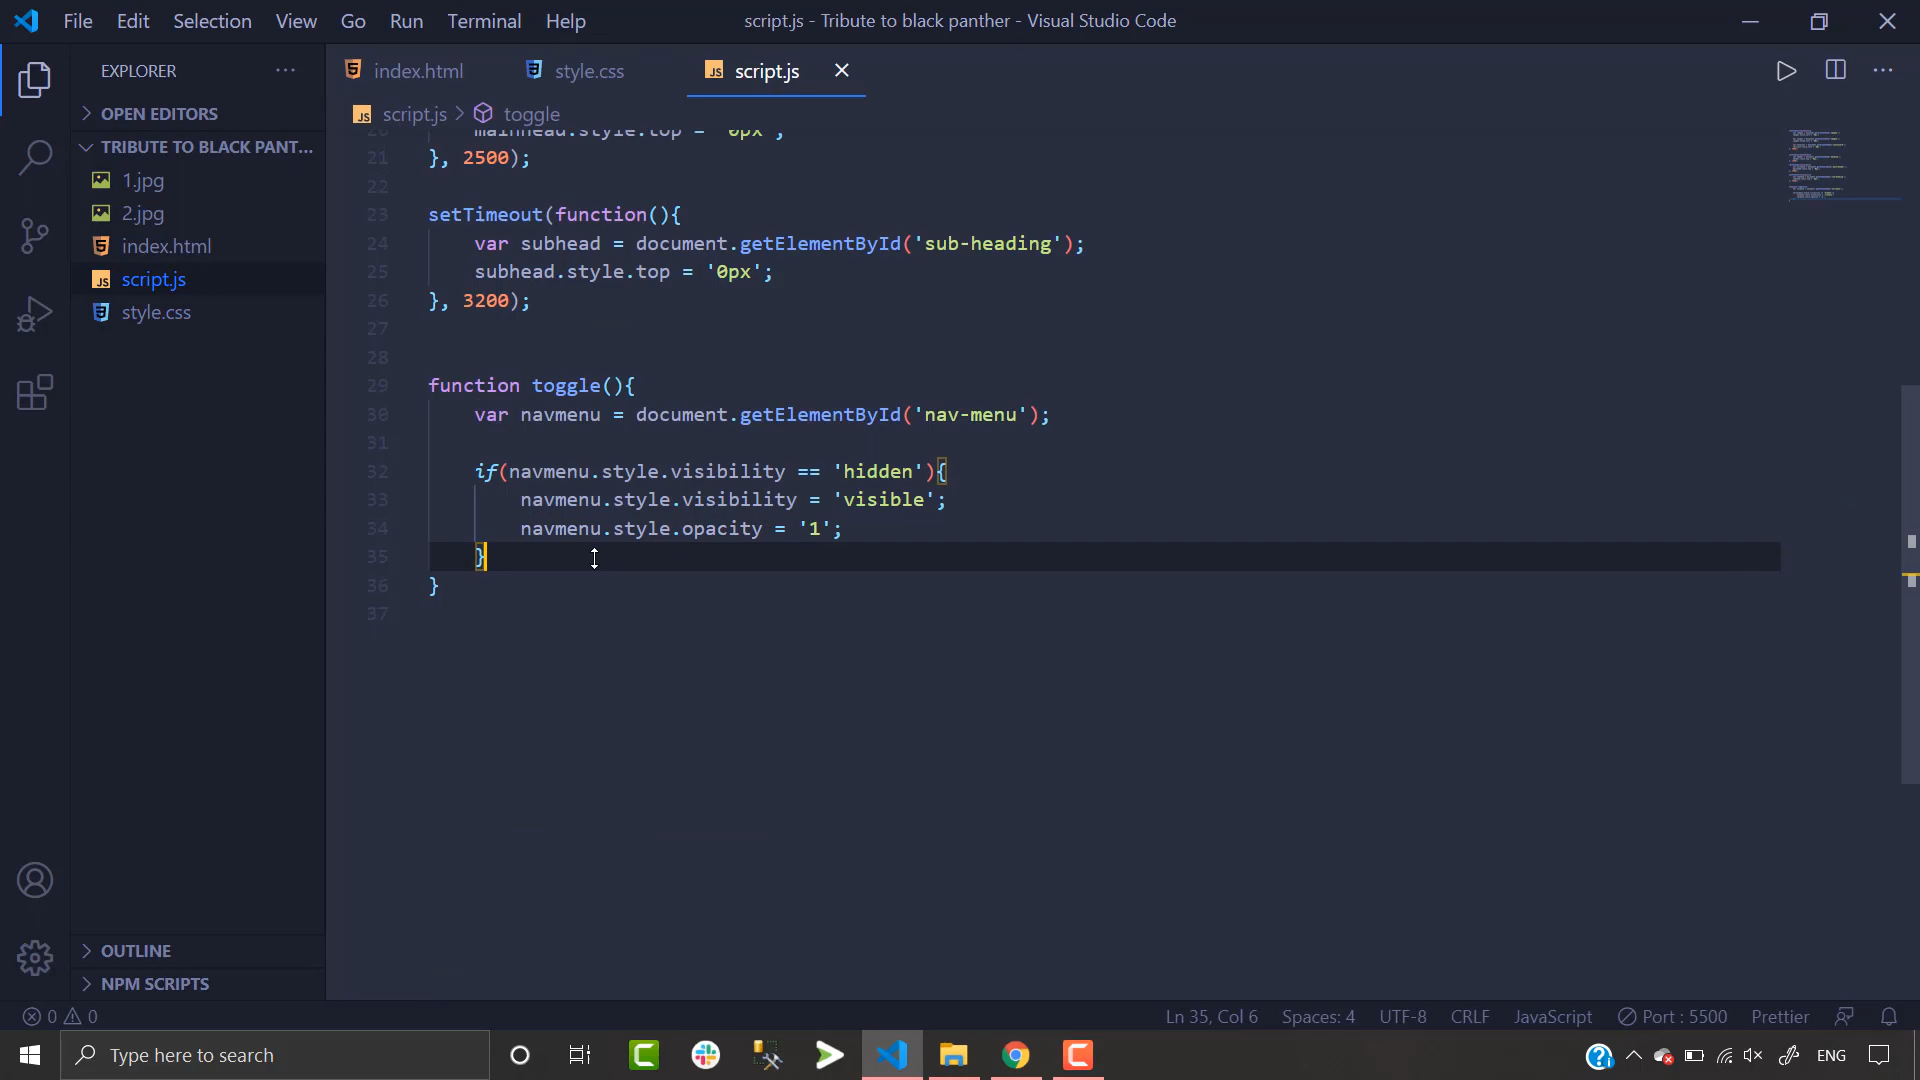 File Edit Selection View Go Run Terminal Help
script.js - Tribute to black panther - Visual Studio Code
EXPLORER
OPEN EDITORS
TRIBUTE TO BLACK PANT...
1.jpg
2.jpg
index.html
script.js
style.css
OUTLINE
NPM SCRIPTS
index.html
style.css
script.js
script.js > toggle
20 mainhead.style.top = '0px';
21 }, 2500);
22
23 setTimeout(function(){
24 var subhead = document.getElementById('sub-heading');
25 subhead.style.top = '0px';
26 }, 3200);
27
28
29 function toggle(){
30 var navmenu = document.getElementById('nav-menu');
31
32 if(navmenu.style.visibility == 'hidden'){
33 navmenu.style.visibility = 'visible';
34 navmenu.style.opacity = '1';
35 }
36 }
37
0 0
Ln 35, Col 6 Spaces: 4 UTF-8 CRLF JavaScript Port : 5500 Prettier
Type here to search
ENG